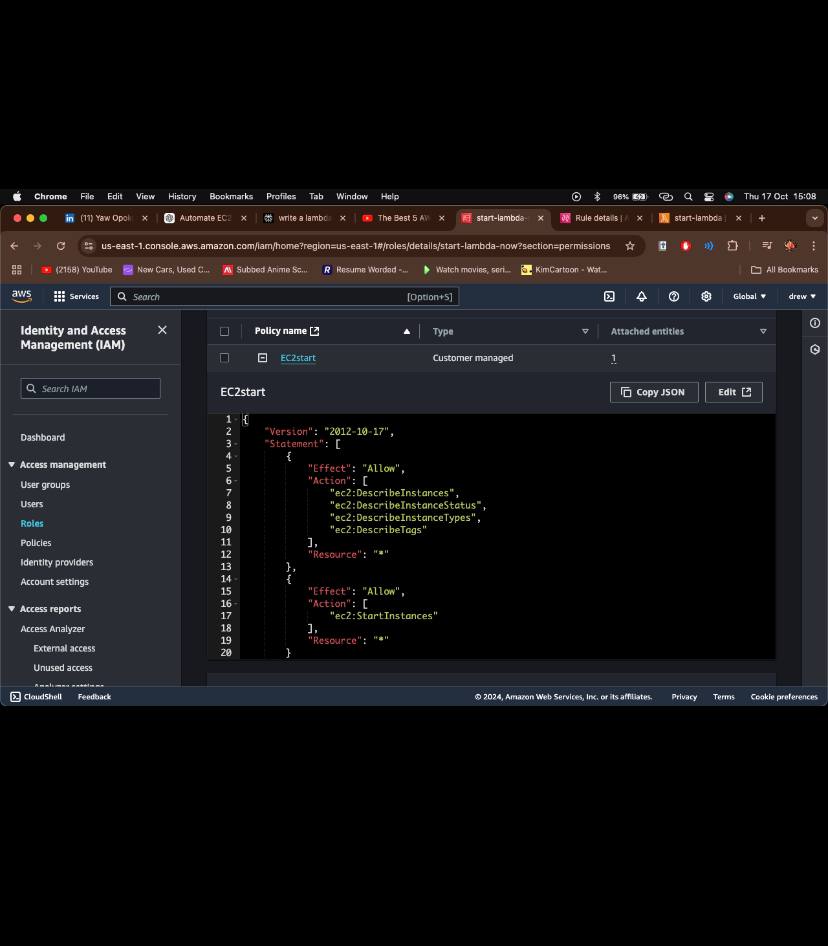 Chrome File Edit View History Bookmarks Profiles Tab Window Help 96% Thu 17 Oct 15:08
in (11) Yaw Opok × Automate EC2 × write a lambd × The Best 5 AW × start-lambda- × Rule details | A × start-lambda | × +
us-east-1.console.aws.amazon.com/iam/home?region=us-east-1#/roles/details/start-lambda-now?section=permissions
(2158) YouTube New Cars, Used C... Subbed Anime Sc... R Resume Worded -... Watch movies, seri... KimCartoon - Wat... All Bookmarks
aws Services Search [Option+S] Global drew
Identity and Access
Management (IAM)
Search IAM
Dashboard
Access management
User groups
Users
Roles
Policies
Identity providers
Account settings
Access reports
Access Analyzer
External access
Unused access
Analyzer settings
Policy name Type Attached entities
EC2start Customer managed 1
EC2start Copy JSON Edit
1 {
2 "Version": "2012-10-17",
3 "Statement": [
4 {
5 "Effect": "Allow",
6 "Action": [
7 "ec2:DescribeInstances",
8 "ec2:DescribeInstanceStatus",
9 "ec2:DescribeInstanceTypes",
10 "ec2:DescribeTags"
11 ],
12 "Resource": "*"
13 },
14 {
15 "Effect": "Allow",
16 "Action": [
17 "ec2:StartInstances"
18 ],
19 "Resource": "*"
20 }
CloudShell Feedback © 2024, Amazon Web Services, Inc. or its affiliates. Privacy Terms Cookie preferences